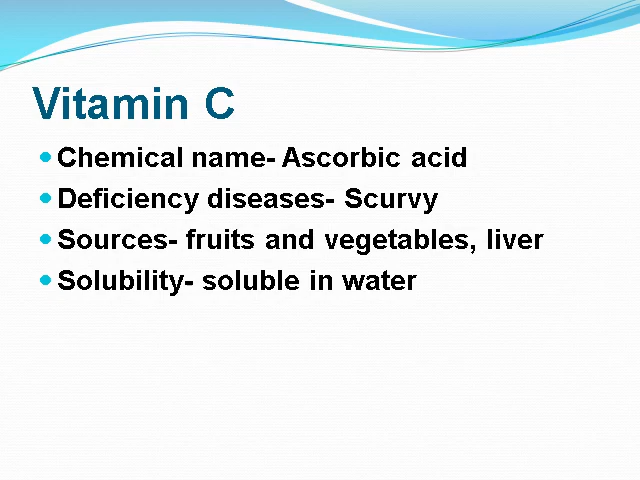 Vitamin C
Chemical name- Ascorbic acid
Deficiency diseases- Scurvy
Sources- fruits and vegetables, liver
Solubility- soluble in water